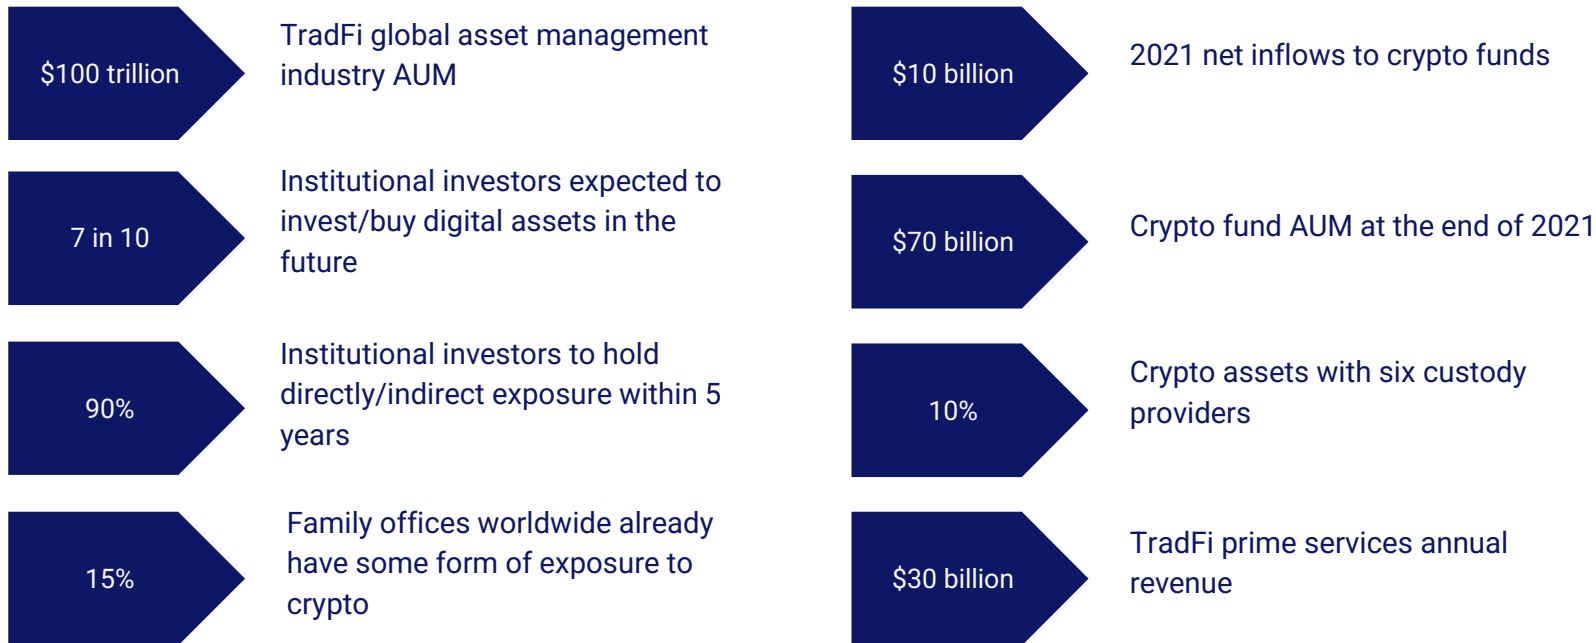 $100 trillion
TradFi global asset management
industry AUM
7 in 10
Institutional investors expected to
invest/buy digital assets in the
future
90%
Institutional investors to hold
directly/indirect exposure within 5
years
15%
Family offices worldwide already
have some form of exposure to
crypto
$10 billion
2021 net inflows to crypto funds
$70 billion
Crypto fund AUM at the end of 2021
10%
Crypto assets with six custody
providers
$30 billion
TradFi prime services annual
revenue